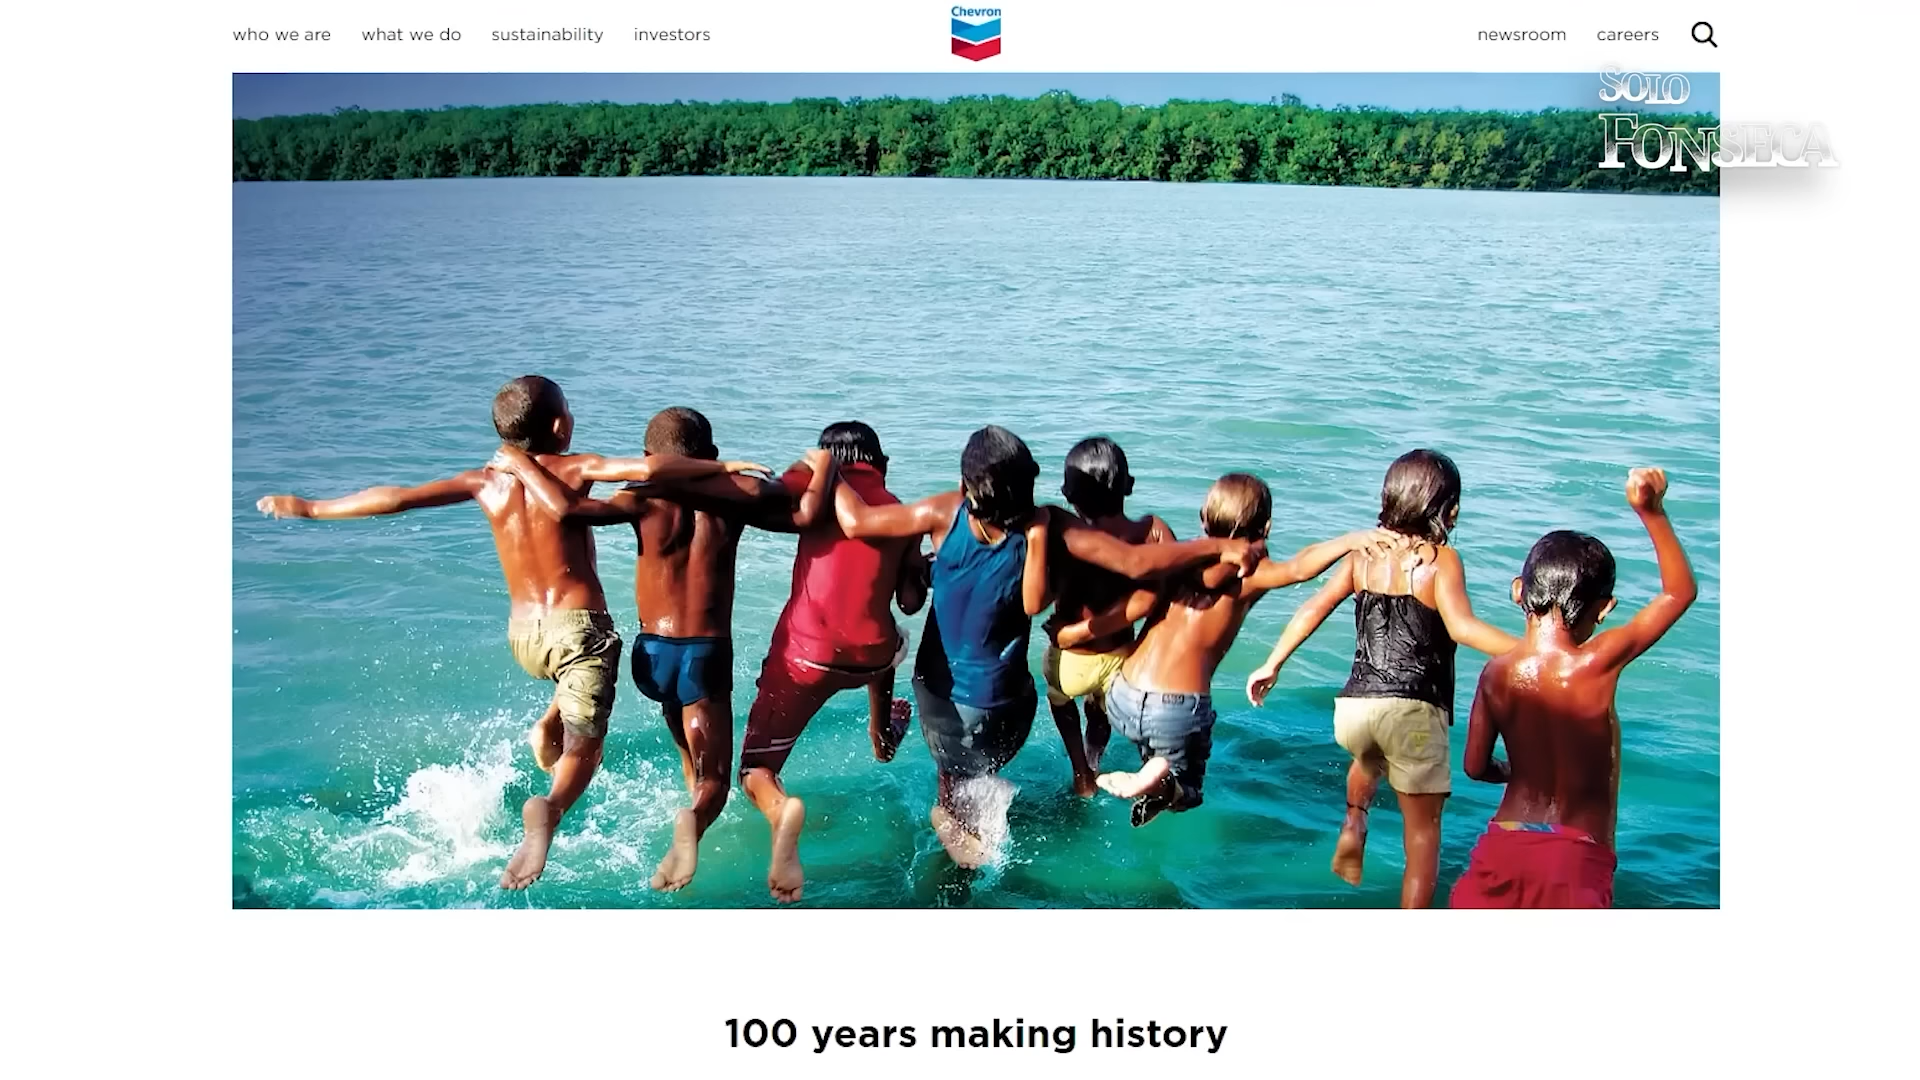 who we are what we do sustainability investors Chevron newsroom careers
SOLO
FONSECA
100 years making history